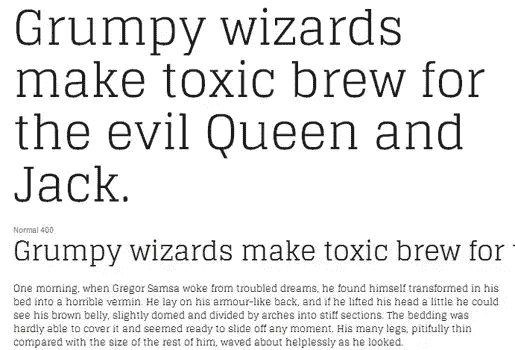 Grumpy wizards
make toxic brew for
the evil Queen and
Jack.
Normal 400
Grumpy wizards make toxic brew for
One morning, when Gregor Samsa woke from troubled dreams, he found himself transformed in his
bed into a horrible vermin. He lay on his armour-like back, and if he lifted his head a little he could
see his brown belly, slightly domed and divided by arches into stiff sections. The bedding was
hardly able to cover it and seemed ready to slide off any moment. His many legs, pitifully thin
compared with the size of the rest of him, waved about helplessly as he looked.